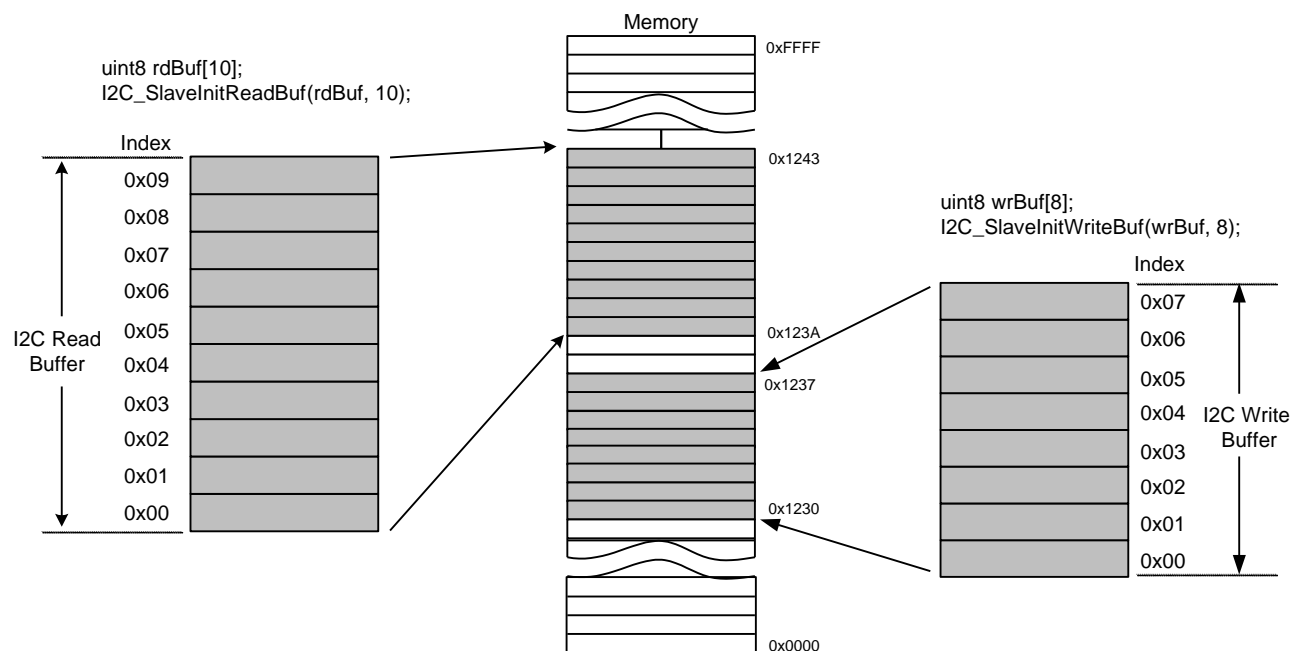 Memory
0xFFFF
uint8 rdBuf[10];
I2C_SlaveInitReadBuf(rdBuf, 10);
Index
0x09
0x08
0x07
0x06
0x05
0x04
0x03
0x02
0x01
0x00
I2C Read
Buffer
0x1243
0x123A
0x1237
0x1230
0x0000
uint8 wrBuf[8];
I2C_SlaveInitWriteBuf(wrBuf, 8);
Index
0x07
0x06
0x05
0x04
0x03
0x02
0x01
0x00
I2C Write
Buffer